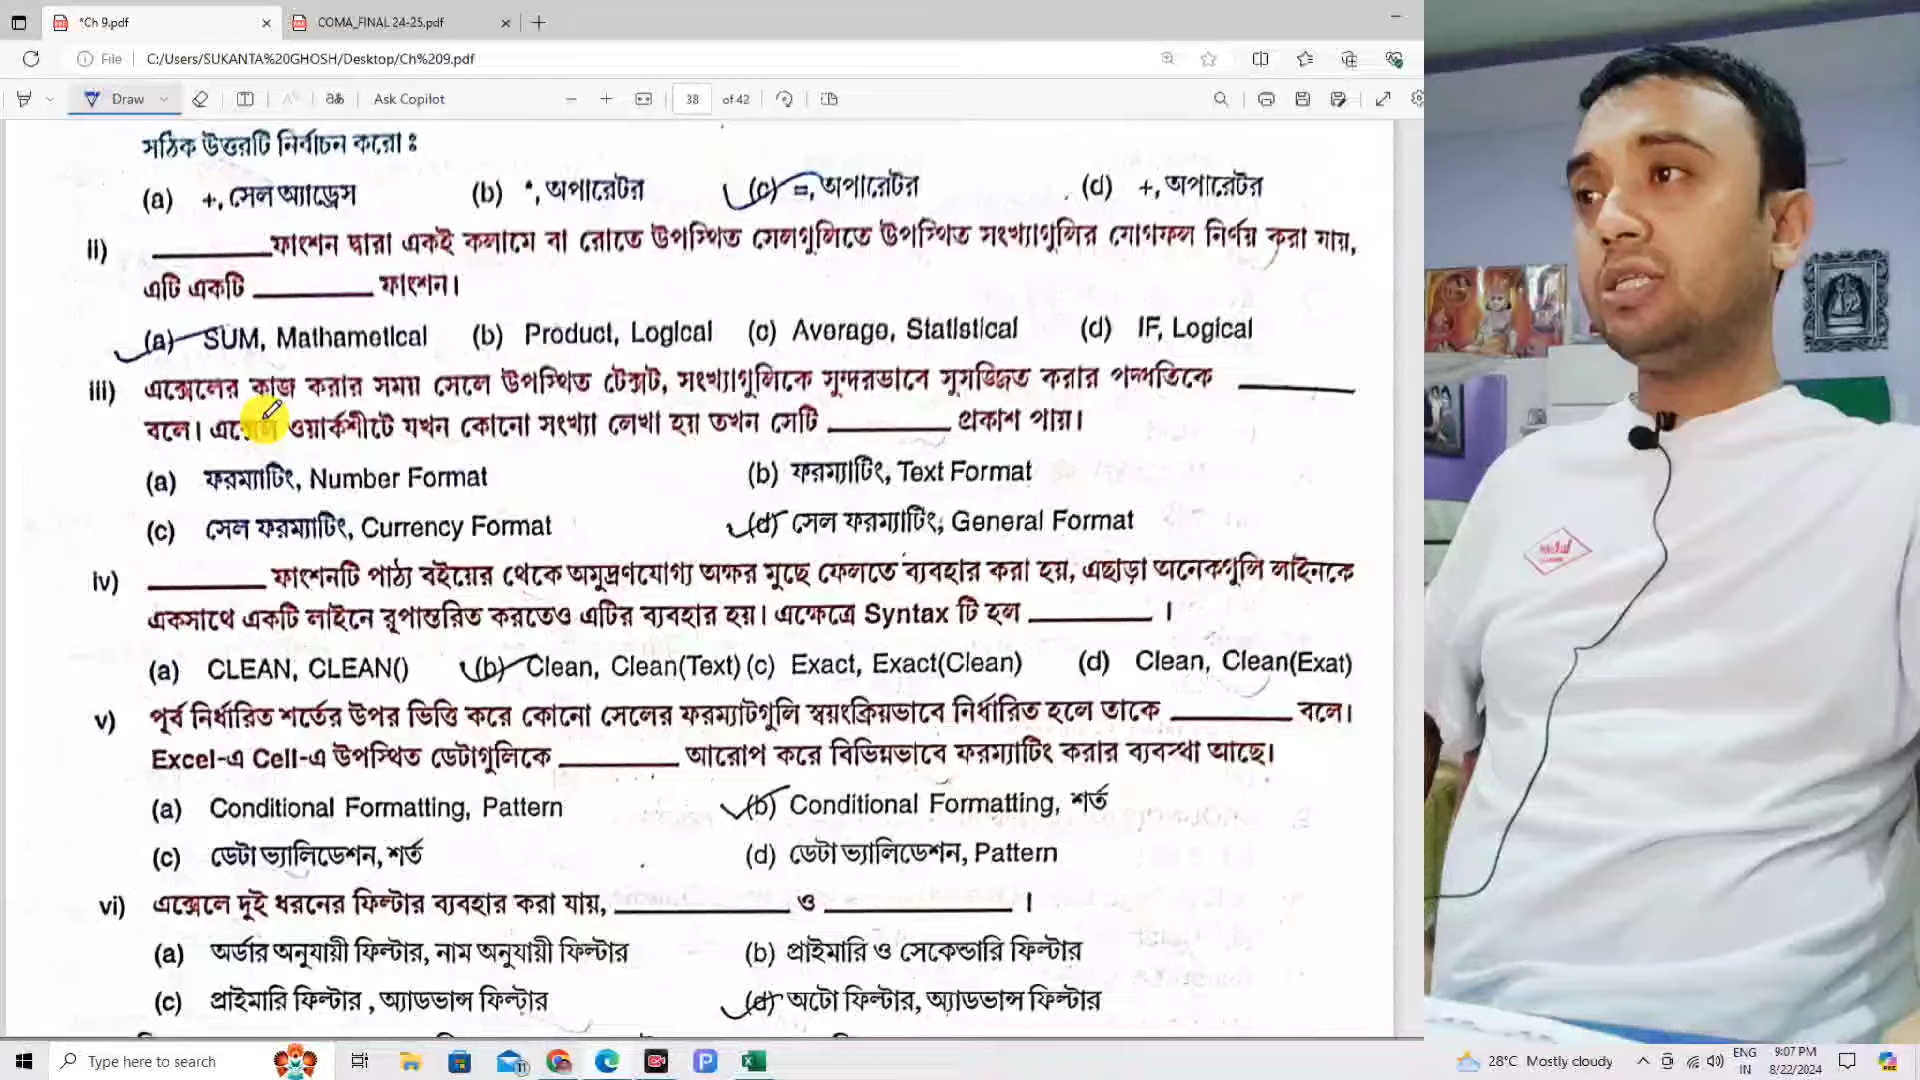 *Ch 9.pdf
COMA_FINAL 24-25.pdf
File C:/Users/SUKANTA%20GHOSH/Desktop/Ch%209.pdf
Draw aあ Ask Copilot 38 of 42
সঠিক উত্তরটি নির্বাচন করো ঃ
(a) +, সেল অ্যাড্রেস (b) *, অপারেটর (c) =, অপারেটর (d) +, অপারেটর
ii) ________ ফাংশন দ্বারা একই কলামে বা রোতে উপস্থিত সেলগুলিতে উপস্থিত সংখ্যাগুলির যোগফল নির্ণয় করা যায়,
এটি একটি ________ ফাংশন।
(a) SUM, Mathametical (b) Product, Logical (c) Average, Statistical (d) IF, Logical
iii) এক্সেলের কাজ করার সময় সেলে উপস্থিত টেক্সট, সংখ্যাগুলিকে সুন্দরভাবে সুসজ্জিত করার পদ্ধতিকে ________
বলে। এক্সেল ওয়ার্কশীটে যখন কোনো সংখ্যা লেখা হয় তখন সেটি ________ প্রকাশ পায়।
(a) ফরম্যাটিং, Number Format (b) ফরম্যাটিং, Text Format
(c) সেল ফরম্যাটিং, Currency Format (d) সেল ফরম্যাটিং, General Format
iv) ________ ফাংশনটি পাঠ্য বইয়ের থেকে অমুদ্রণযোগ্য অক্ষর মুছে ফেলতে ব্যবহার করা হয়, এছাড়া অনেকগুলি লাইনকে
একসাথে একটি লাইনে রূপান্তরিত করতেও এটির ব্যবহার হয়। এক্ষেত্রে Syntax টি হল ________ ।
(a) CLEAN, CLEAN() (b) Clean, Clean(Text) (c) Exact, Exact(Clean) (d) Clean, Clean(Exat)
v) পূর্ব নির্ধারিত শর্তের উপর ভিত্তি করে কোনো সেলের ফরম্যাটগুলি স্বয়ংক্রিয়ভাবে নির্ধারিত হলে তাকে ________ বলে।
Excel-এ Cell-এ উপস্থিত ডেটাগুলিকে ________ আরোপ করে বিভিন্নভাবে ফরম্যাটিং করার ব্যবস্থা আছে।
(a) Conditional Formatting, Pattern (b) Conditional Formatting, শর্ত
(c) ডেটা ভ্যালিডেশন, শর্ত (d) ডেটা ভ্যালিডেশন, Pattern
vi) এক্সেলে দুই ধরনের ফিল্টার ব্যবহার করা যায়, ________ ও ________ ।
(a) অর্ডার অনুযায়ী ফিল্টার, নাম অনুযায়ী ফিল্টার (b) প্রাইমারি ও সেকেন্ডারি ফিল্টার
(c) প্রাইমারি ফিল্টার , অ্যাডভান্স ফিল্টার (d) অটো ফিল্টার, অ্যাডভান্স ফিল্টার
Type here to search 28°C Mostly cloudy ENG IN 9:07 PM 8/22/2024